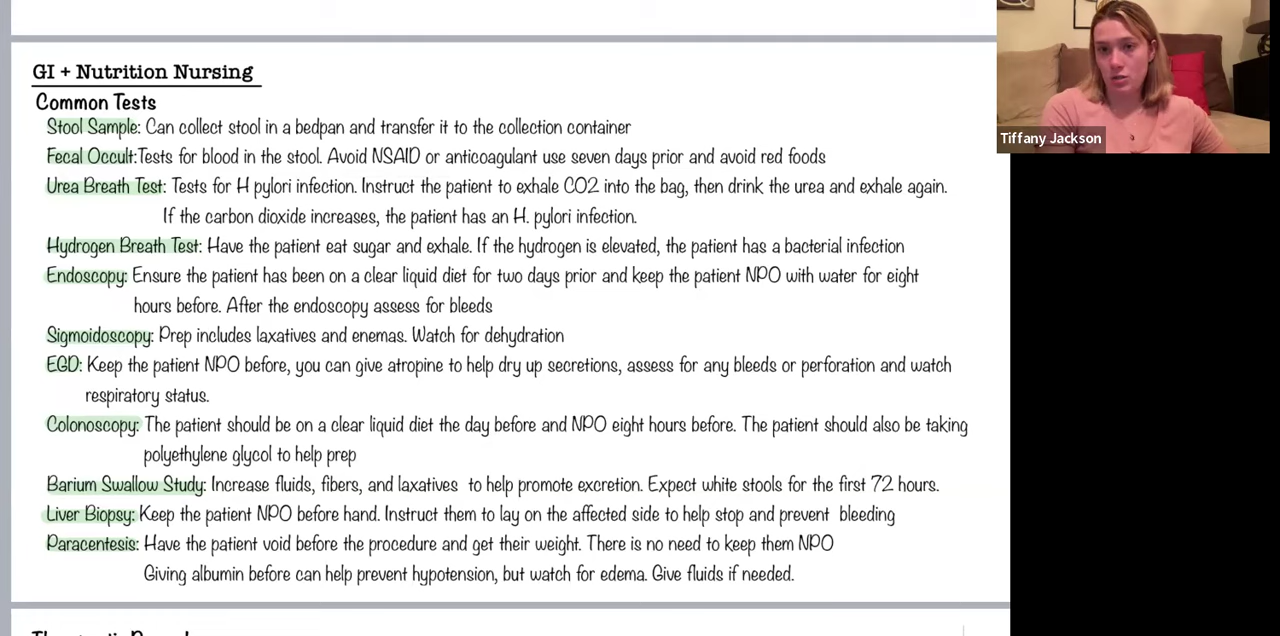 GI + Nutrition Nursing
Common Tests
Stool Sample: Can collect stool in a bedpan and transfer it to the collection container
Fecal Occult:Tests for blood in the stool. Avoid NSAID or anticoagulant use seven days prior and avoid red foods
Urea Breath Test: Tests for H pylori infection. Instruct the patient to exhale CO2 into the bag, then drink the urea and exhale again.
If the carbon dioxide increases, the patient has an H. pylori infection.
Hydrogen Breath Test: Have the patient eat sugar and exhale. If the hydrogen is elevated, the patient has a bacterial infection
Endoscopy: Ensure the patient has been on a clear liquid diet for two days prior and keep the patient NPO with water for eight
hours before. After the endoscopy assess for bleeds
Sigmoidoscopy: Prep includes laxatives and enemas. Watch for dehydration
EGD: Keep the patient NPO before, you can give atropine to help dry up secretions, assess for any bleeds or perforation and watch
respiratory status.
Colonoscopy: The patient should be on a clear liquid diet the day before and NPO eight hours before. The patient should also be taking
polyethylene glycol to help prep
Barium Swallow Study: Increase fluids, fibers, and laxatives to help promote excretion. Expect white stools for the first 72 hours.
Liver Biopsy: Keep the patient NPO before hand. Instruct them to lay on the affected side to help stop and prevent bleeding
Paracentesis: Have the patient void before the procedure and get their weight. There is no need to keep them NPO
Giving albumin before can help prevent hypotension, but watch for edema. Give fluids if needed.
Tiffany Jackson